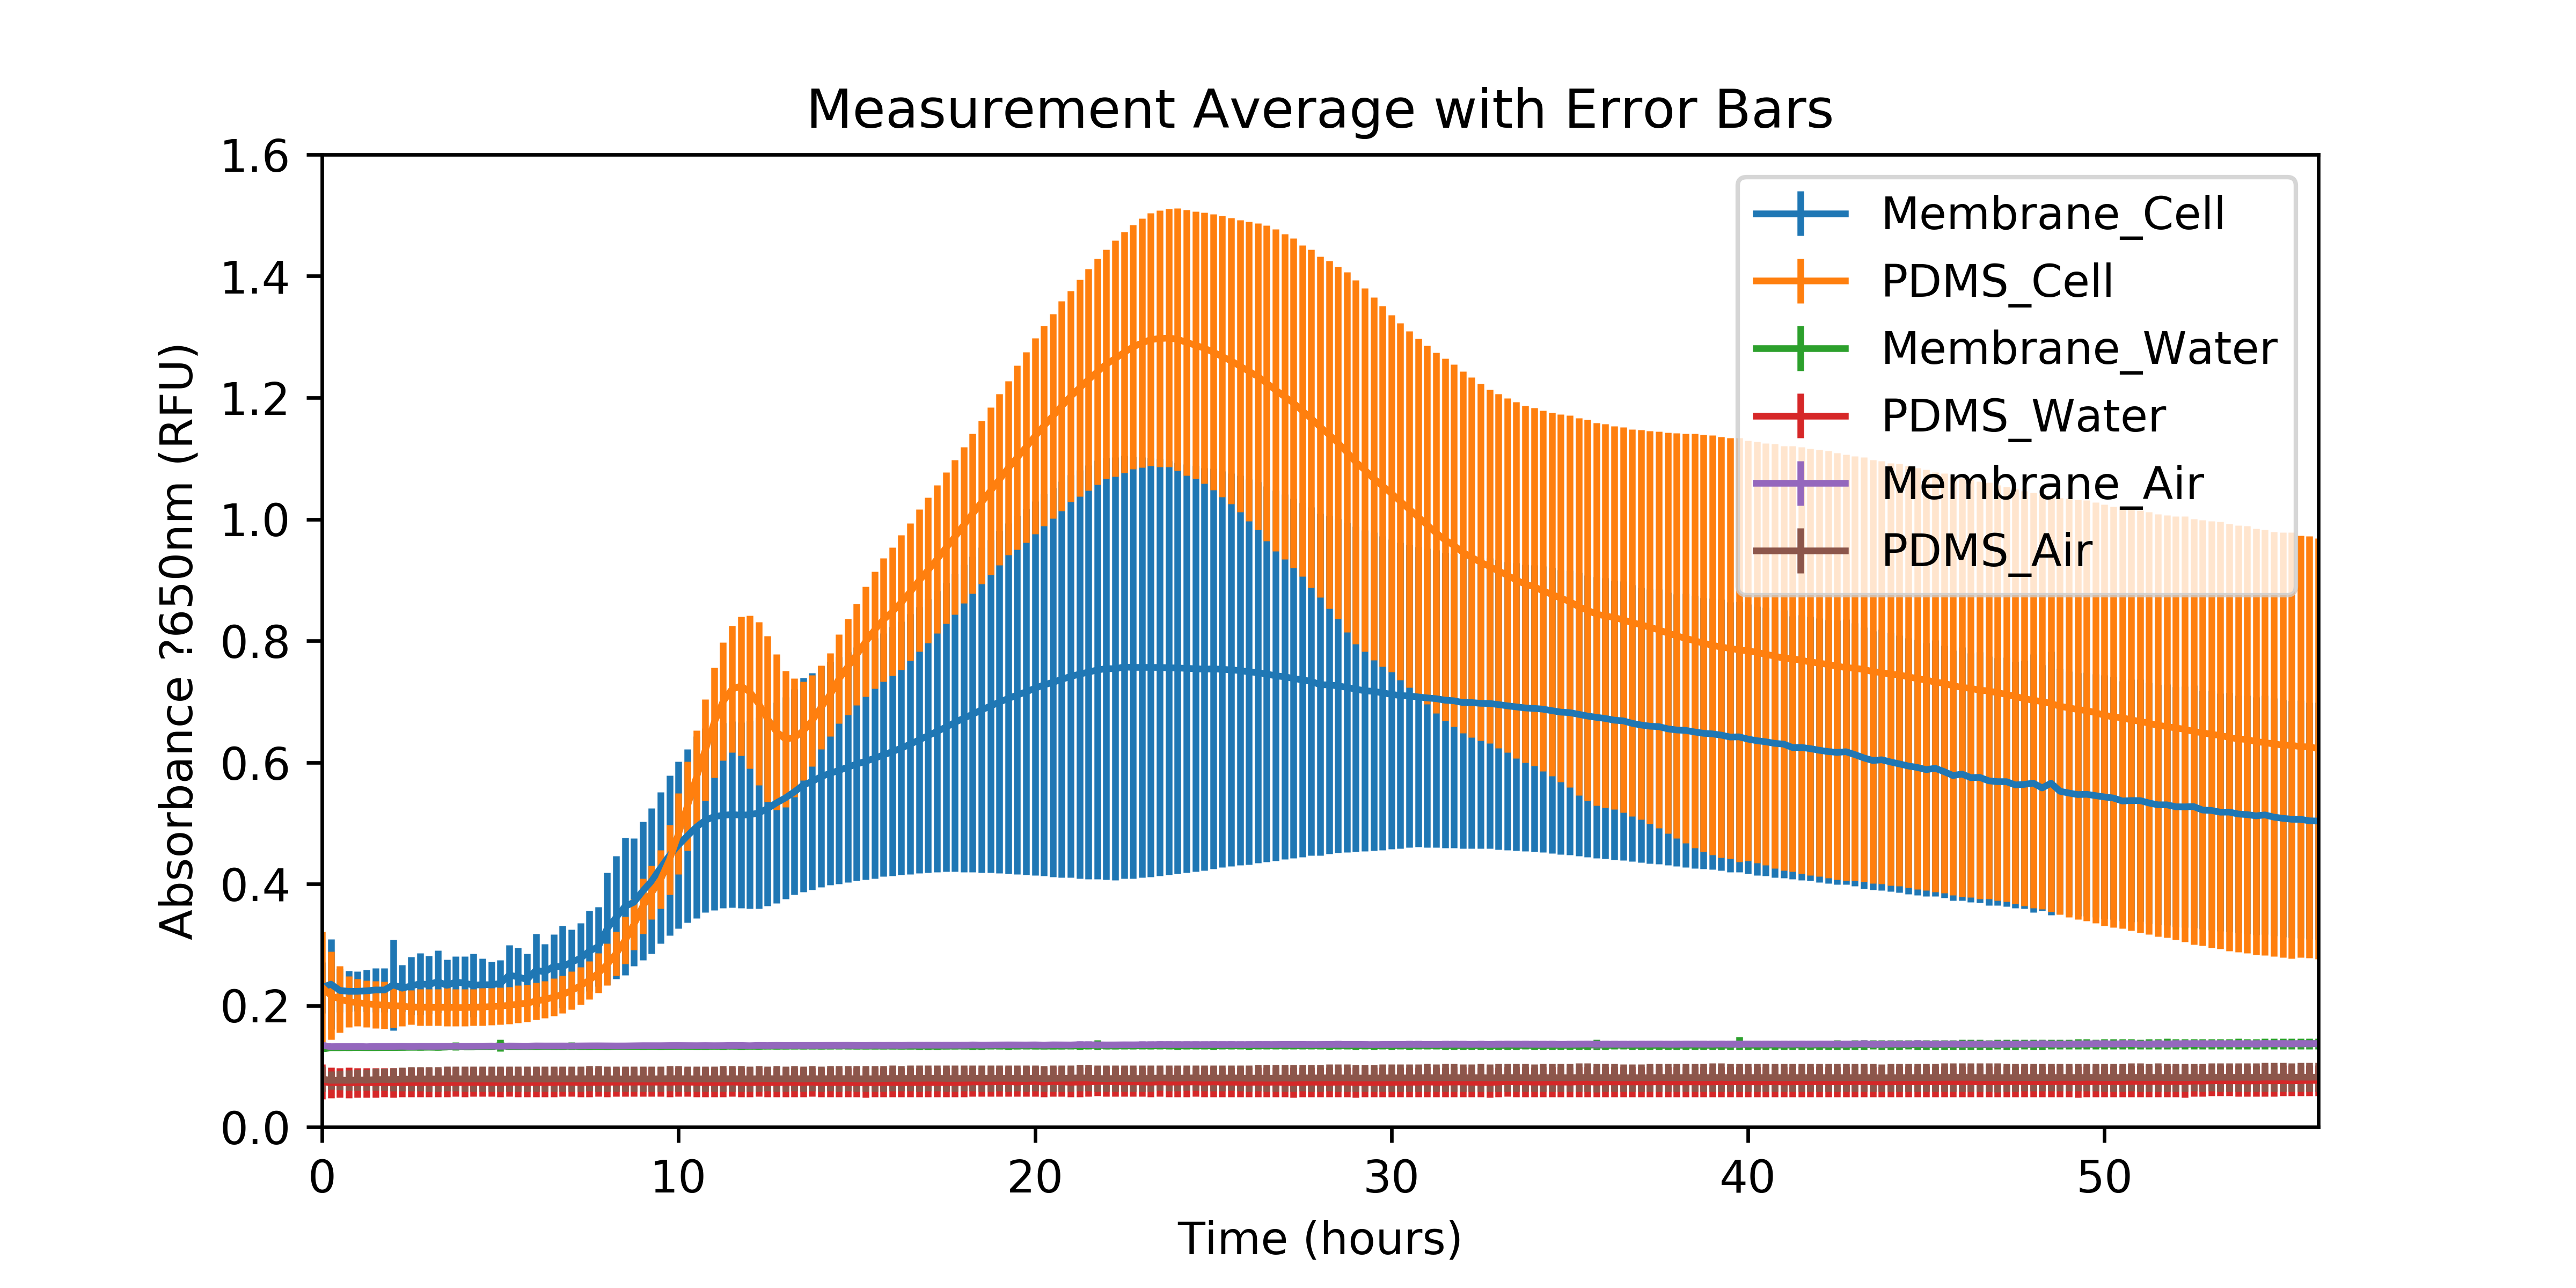 Measurement Average with Error Bars
1.6
1.4
1.2
1.0
0.8
0.6
0.4
0.2
0.0
Absorbance ?650nm (RFU)
Membrane_Cell
PDMS_Cell
Membrane_Water
PDMS_Water
Membrane_Air
PDMS_Air
0 10 20 30 40 50
Time (hours)